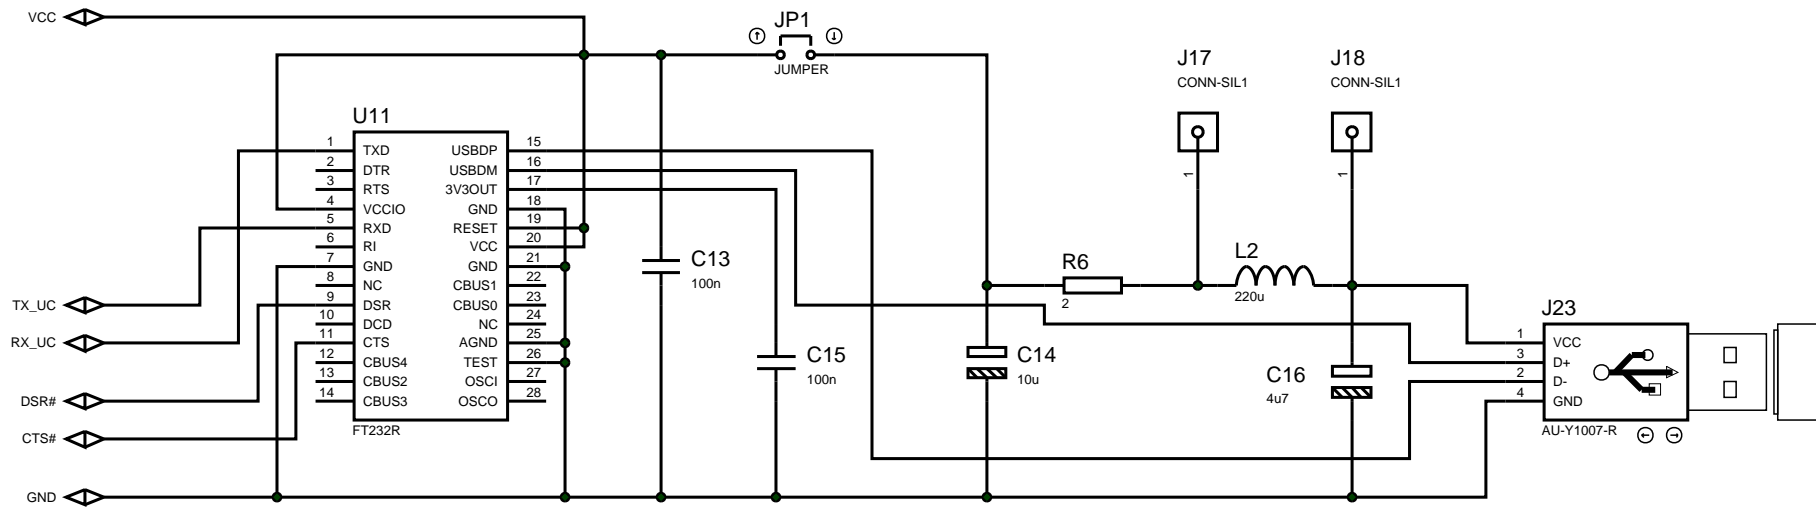 VCC
JP1
JUMPER
J17
CONN-SIL1
1
J18
CONN-SIL1
1
U11
1 TXD USBDP 15
2 DTR USBDM 16
3 RTS 3V3OUT 17
4 VCCIO GND 18
5 RXD RESET 19
6 RI VCC 20
7 GND GND 21
8 NC CBUS1 22
9 DSR CBUS0 23
10 DCD NC 24
11 CTS AGND 25
12 CBUS4 TEST 26
13 CBUS2 OSCI 27
14 CBUS3 OSCO 28
FT232R
TX_UC
RX_UC
DSR#
CTS#
GND
C13
100n
C15
100n
C14
10u
R6
2
L2
220u
C16
4u7
J23
1 VCC
3 D+
2 D-
4 GND
AU-Y1007-R